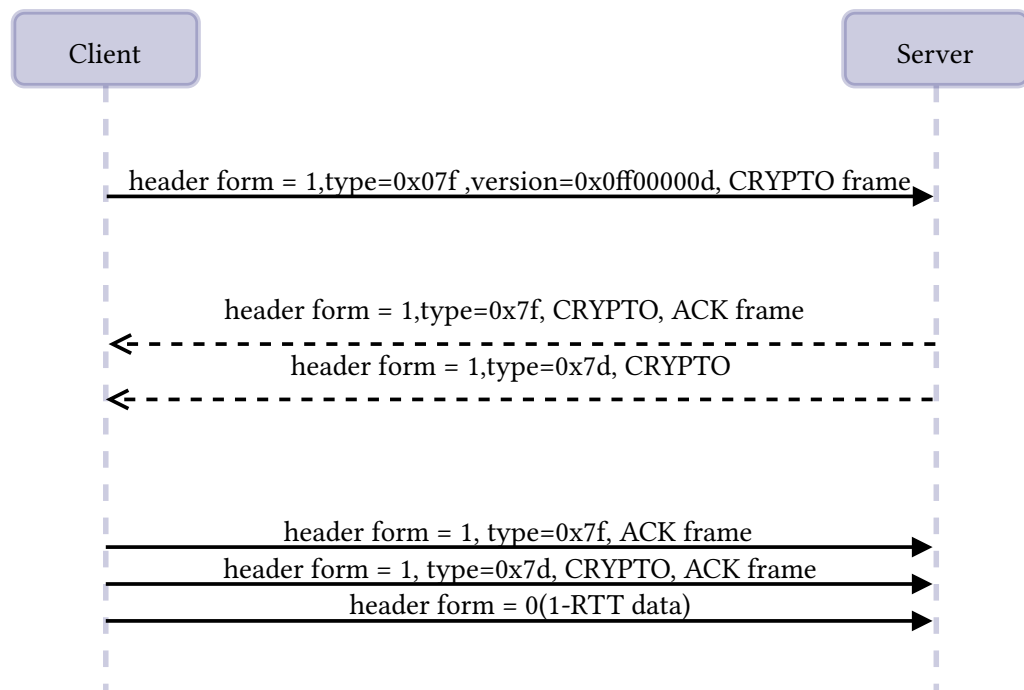 Client
Server
header form = 1,type=0x07f ,version=0x0ff00000d, CRYPTO frame
header form = 1,type=0x7f, CRYPTO, ACK frame
header form = 1,type=0x7d, CRYPTO
header form = 1, type=0x7f, ACK frame
header form = 1, type=0x7d, CRYPTO, ACK frame
header form = 0(1-RTT data)